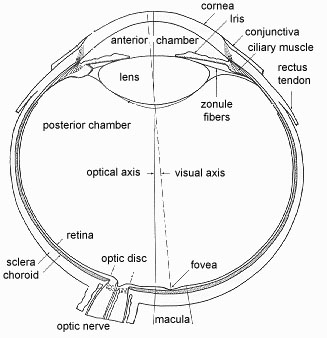 cornea
Iris
conjunctiva
ciliary muscle
rectus
tendon
anterior chamber
lens
zonule
fibers
posterior chamber
optical axis
visual axis
retina
sclera
choroid
optic disc
fovea
optic nerve
macula